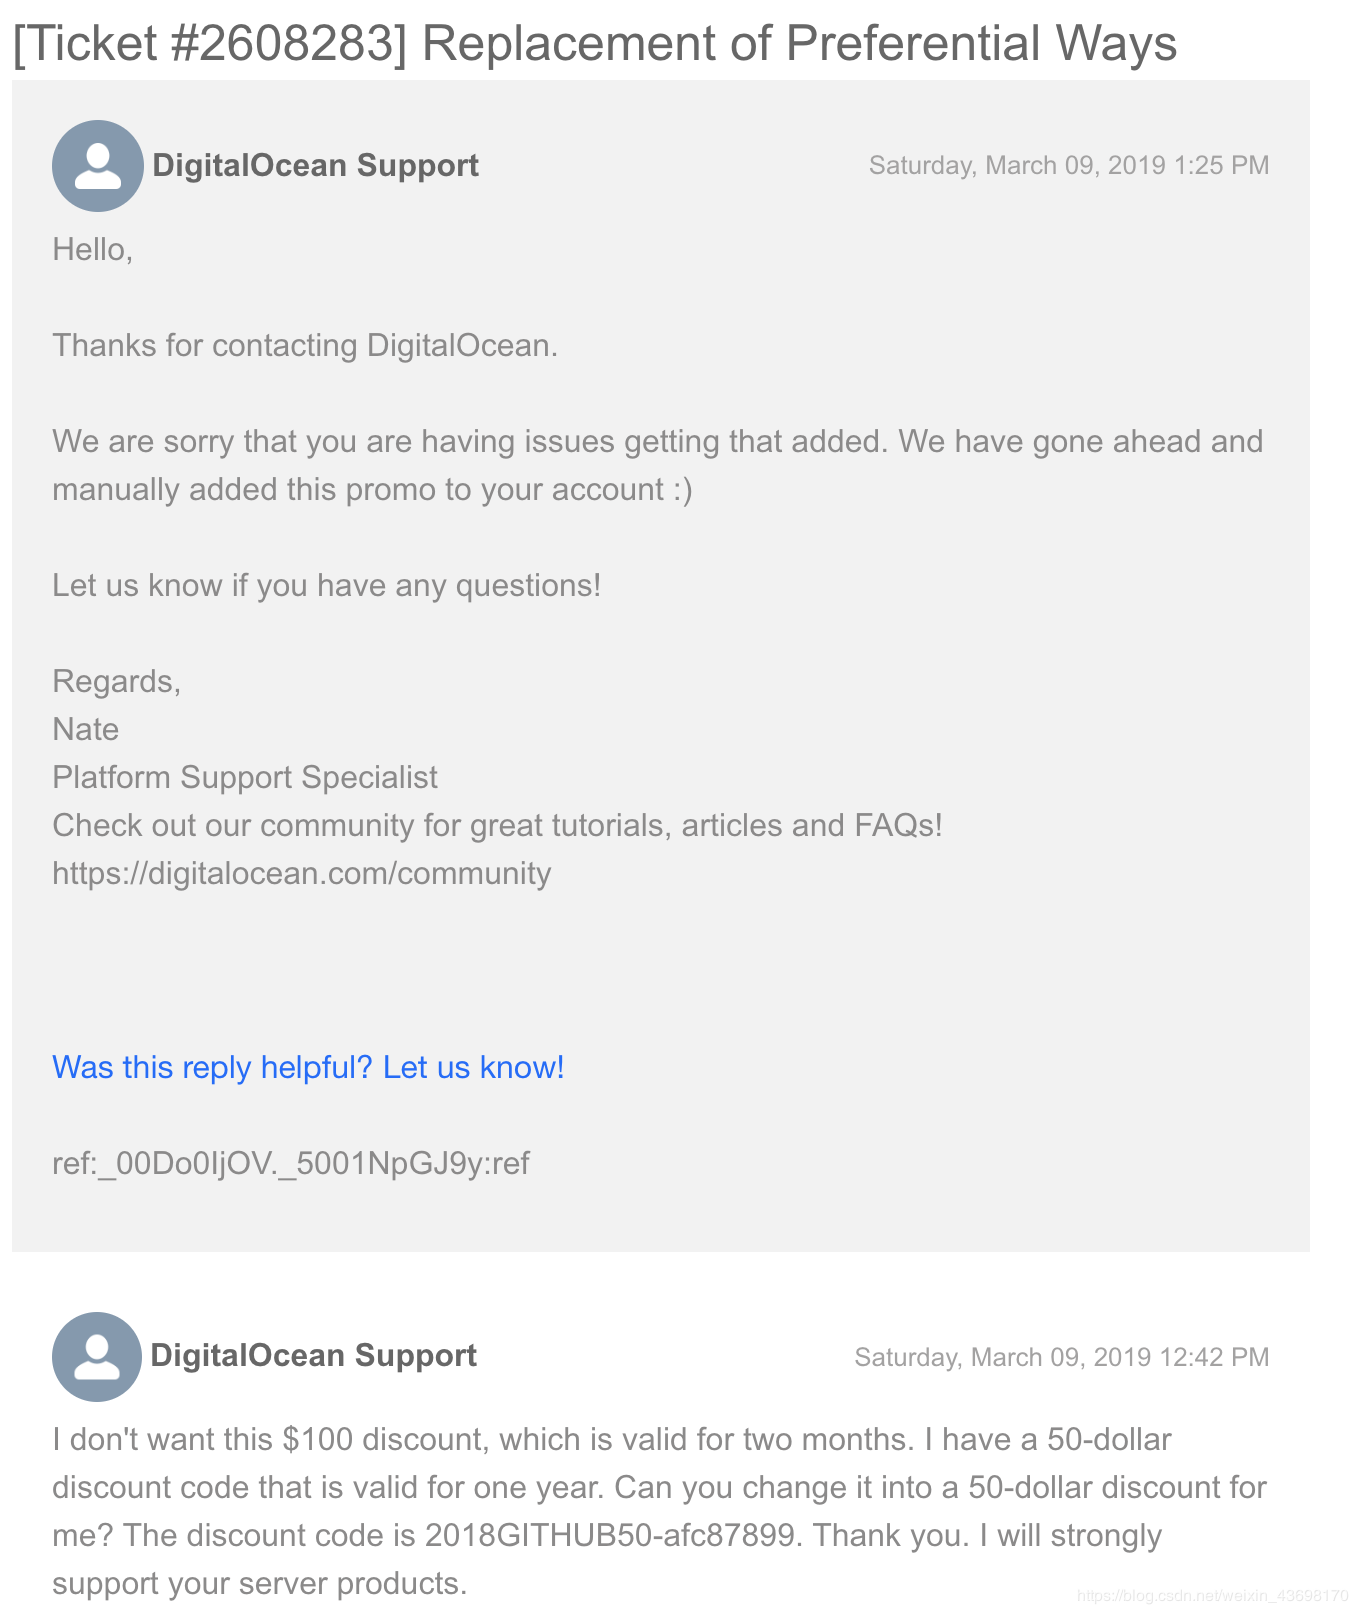 [Ticket #2608283] Replacement of Preferential Ways
DigitalOcean Support
Saturday, March 09, 2019 1:25 PM
Hello,
Thanks for contacting DigitalOcean.
We are sorry that you are having issues getting that added. We have gone ahead and
manually added this promo to your account :)
Let us know if you have any questions!
Regards,
Nate
Platform Support Specialist
Check out our community for great tutorials, articles and FAQs!
https://digitalocean.com/community
Was this reply helpful? Let us know!
ref:_00Do0IjOV._5001NpGJ9y:ref
DigitalOcean Support
Saturday, March 09, 2019 12:42 PM
I don't want this $100 discount, which is valid for two months. I have a 50-dollar
discount code that is valid for one year. Can you change it into a 50-dollar discount for
me? The discount code is 2018GITHUB50-afc87899. Thank you. I will strongly
support your server products.
https://blog.csdn.net/weixin_43698170